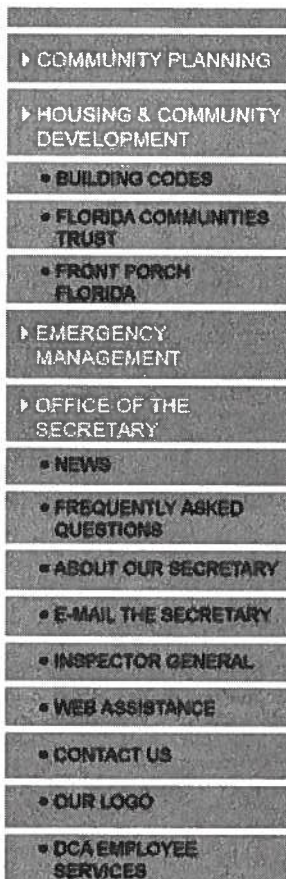 COMMUNITY PLANNING
HOUSING & COMMUNITY
DEVELOPMENT
• BUILDING CODES
• FLORIDA COMMUNITIES
TRUST
• FRONT PORCH
FLORIDA
EMERGENCY
MANAGEMENT
OFFICE OF THE
SECRETARY
• NEWS
• FREQUENTLY ASKED
QUESTIONS
• ABOUT OUR SECRETARY
• E-MAIL THE SECRETARY
• INSPECTOR GENERAL
• WEB ASSISTANCE
• CONTACT US
• OUR LOGO
• DCA EMPLOYEE
SERVICES